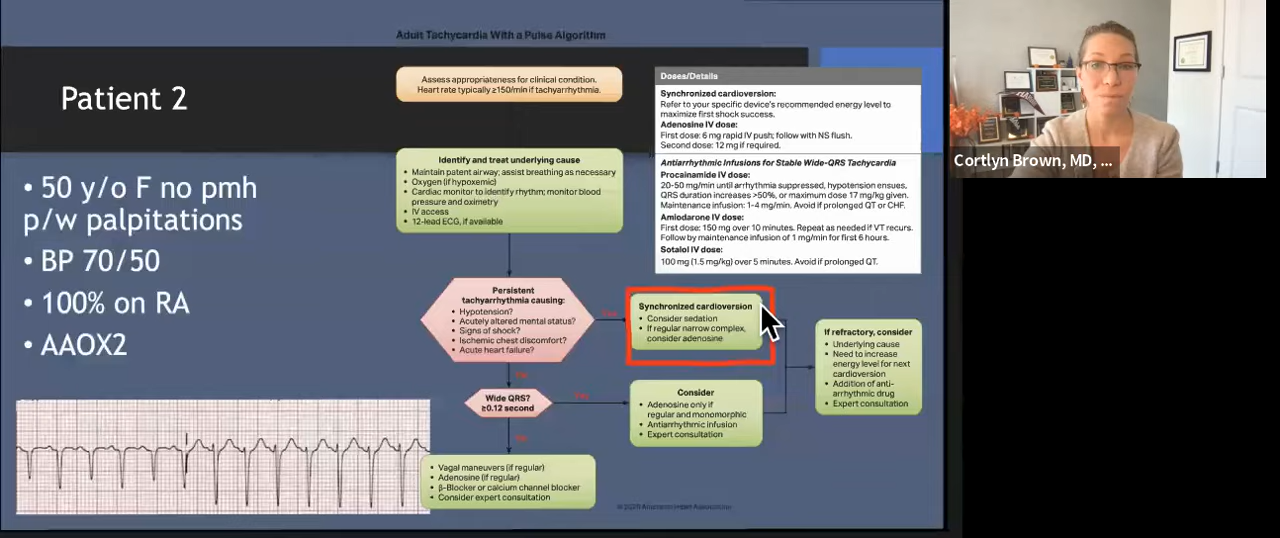 Adult Tachycardia With a Pulse Algorithm
Patient 2
• 50 y/o F no pmh
p/w palpitations
• BP 70/50
• 100% on RA
• AAOX2
Assess appropriateness for clinical condition.
Heart rate typically ≥150/min if tachyarrhythmia.
Identify and treat underlying cause
• Maintain patent airway; assist breathing as necessary
• Oxygen (if hypoxemic)
• Cardiac monitor to identify rhythm; monitor blood
pressure and oximetry
• IV access
• 12-lead ECG, if available
Persistent
tachyarrhythmia causing:
• Hypotension?
• Acutely altered mental status?
• Signs of shock?
• Ischemic chest discomfort?
• Acute heart failure?
Synchronized cardioversion
• Consider sedation
• If regular narrow complex,
consider adenosine
If refractory, consider
• Underlying cause
• Need to increase
energy level for next
cardioversion
• Addition of anti-
arrhythmic drug
• Expert consultation
Wide QRS?
≥0.12 second
Consider
• Adenosine only if
regular and monomorphic
• Antiarrhythmic infusion
• Expert consultation
• Vagal maneuvers (if regular)
• Adenosine (if regular)
• β-Blocker or calcium channel blocker
• Consider expert consultation
© 2020 American Heart Association
Doses/Details
Synchronized cardioversion:
Refer to your specific device's recommended energy level to
maximize first shock success.
Adenosine IV dose:
First dose: 6 mg rapid IV push; follow with NS flush.
Second dose: 12 mg if required.
Antiarrhythmic Infusions for Stable Wide-QRS Tachycardia
Procainamide IV dose:
20-50 mg/min until arrhythmia suppressed, hypotension ensues,
QRS duration increases >50%, or maximum dose 17 mg/kg given.
Maintenance infusion: 1-4 mg/min. Avoid if prolonged QT or CHF.
Amiodarone IV dose:
First dose: 150 mg over 10 minutes. Repeat as needed if VT recurs.
Follow by maintenance infusion of 1 mg/min for first 6 hours.
Sotalol IV dose:
100 mg (1.5 mg/kg) over 5 minutes. Avoid if prolonged QT.
Cortlyn Brown, MD, ...